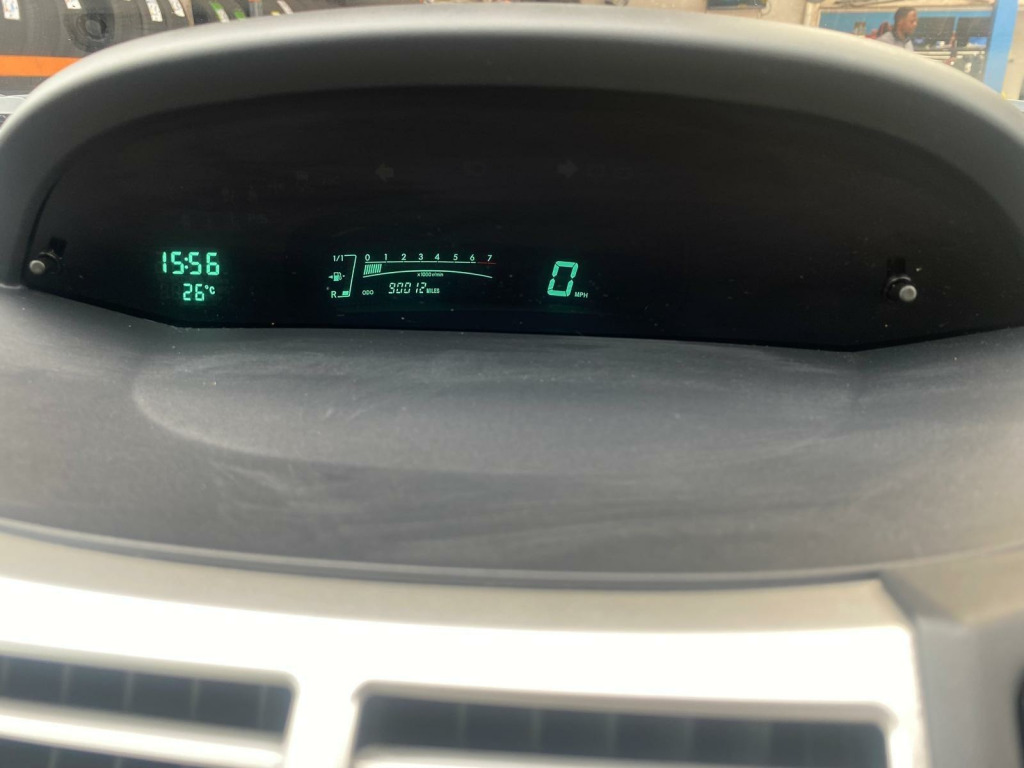 15:56
26°C
1/1
R
0 1 2 3 4 5 6 7
x1000r/min
ODO 90012 MILES
0 MPH